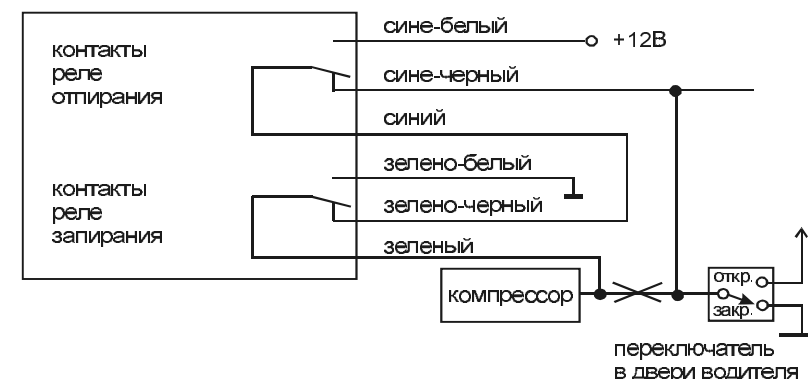 сине-белый
+12В
контакты
реле
отпирания
сине-черный
синий
зелено-белый
контакты
реле
запирания
зелено-черный
зеленый
компрессор
откр.
закр.
переключатель
в двери водителя